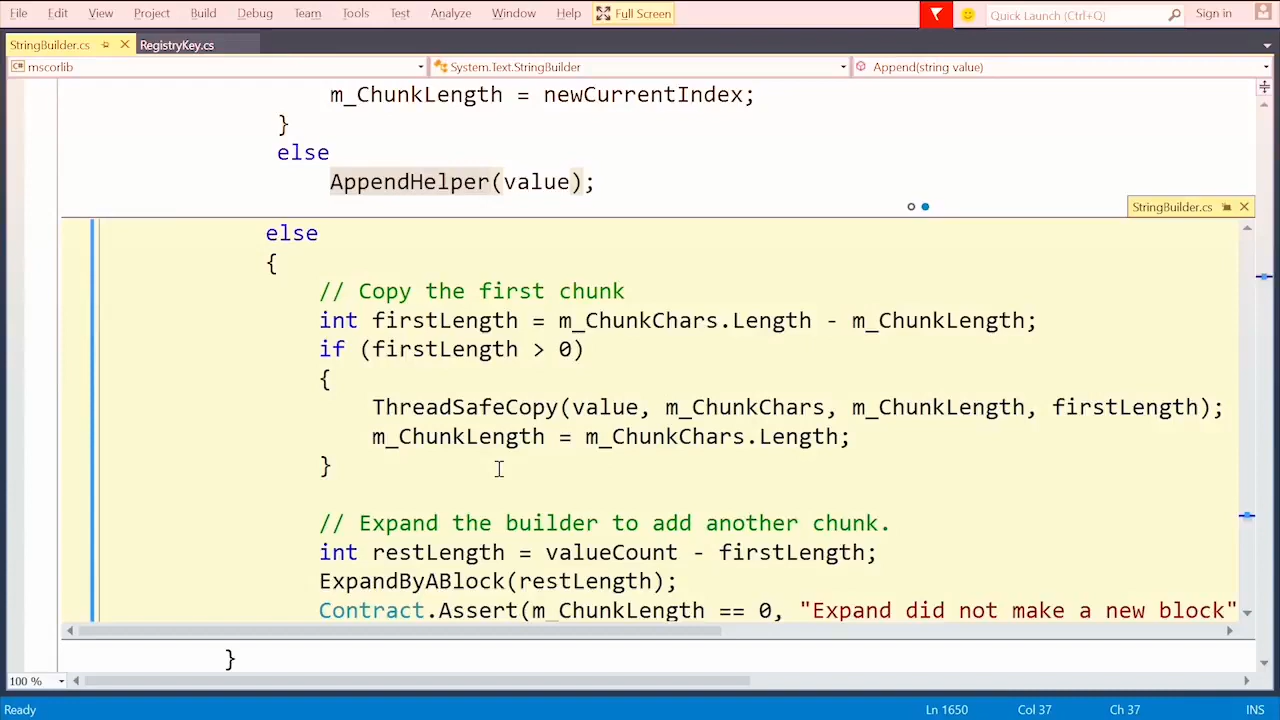 File Edit View Project Build Debug Team Tools Test Analyze Window Help Full Screen Quick Launch (Ctrl+Q) Sign in
StringBuilder.cs RegistryKey.cs
mscorlib System.Text.StringBuilder Append(string value)
m_ChunkLength = newCurrentIndex;
}
else
AppendHelper(value);
StringBuilder.cs
else
{
// Copy the first chunk
int firstLength = m_ChunkChars.Length - m_ChunkLength;
if (firstLength > 0)
{
ThreadSafeCopy(value, m_ChunkChars, m_ChunkLength, firstLength);
m_ChunkLength = m_ChunkChars.Length;
}
// Expand the builder to add another chunk.
int restLength = valueCount - firstLength;
ExpandByABlock(restLength);
Contract.Assert(m_ChunkLength == 0, "Expand did not make a new block"
}
100 %
Ready Ln 1650 Col 37 Ch 37 INS